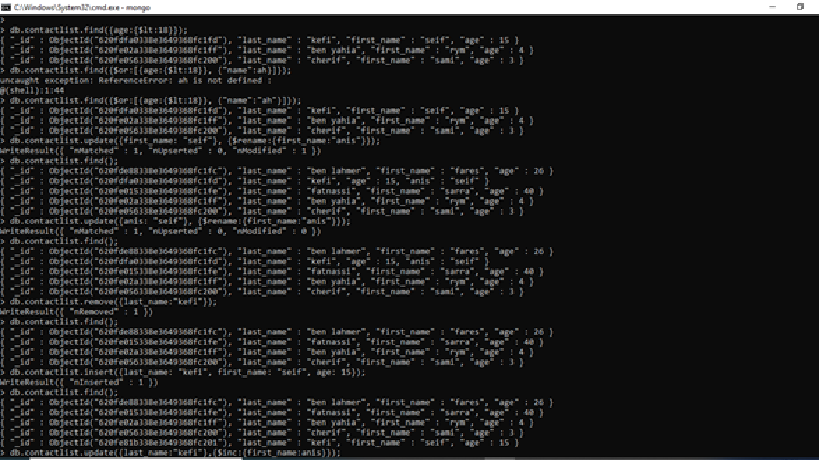 C:\Windows\System32\cmd.exe - mongo
>
> db.contactlist.find({age:{$lt:18}});
{ "_id" : ObjectId("620fdfa0338e3649368fc1fd"), "last_name" : "kefi", "first_name" : "seif", "age" : 15 }
{ "_id" : ObjectId("620fe02a338e3649368fc1ff"), "last_name" : "ben yahia", "first_name" : "rym", "age" : 4 }
{ "_id" : ObjectId("620fe056338e3649368fc200"), "last_name" : "cherif", "first_name" : "sami", "age" : 3 }
> db.contactlist.find({$or:[{age:{$lt:18}}, {"name":ah}]});
uncaught exception: ReferenceError: ah is not defined :
@(shell):1:44
> db.contactlist.find({$or:[{age:{$lt:18}}, {"name":"ah"}]});
{ "_id" : ObjectId("620fdfa0338e3649368fc1fd"), "last_name" : "kefi", "first_name" : "seif", "age" : 15 }
{ "_id" : ObjectId("620fe02a338e3649368fc1ff"), "last_name" : "ben yahia", "first_name" : "rym", "age" : 4 }
{ "_id" : ObjectId("620fe056338e3649368fc200"), "last_name" : "cherif", "first_name" : "sami", "age" : 3 }
> db.contactlist.update({first_name: "seif"}, {$rename:{first_name:"anis"}});
WriteResult({ "nMatched" : 1, "nUpserted" : 0, "nModified" : 1 })
> db.contactlist.find();
{ "_id" : ObjectId("620fde88338e3649368fc1fc"), "last_name" : "ben lahmer", "first_name" : "fares", "age" : 26 }
{ "_id" : ObjectId("620fdfa0338e3649368fc1fd"), "last_name" : "kefi", "age" : 15, "anis" : "seif" }
{ "_id" : ObjectId("620fe015338e3649368fc1fe"), "last_name" : "fatnassi", "first_name" : "sarra", "age" : 40 }
{ "_id" : ObjectId("620fe02a338e3649368fc1ff"), "last_name" : "ben yahia", "first_name" : "rym", "age" : 4 }
{ "_id" : ObjectId("620fe056338e3649368fc200"), "last_name" : "cherif", "first_name" : "sami", "age" : 3 }
> db.contactlist.update({anis: "seif"}, {$rename:{first_name:"anis"}});
WriteResult({ "nMatched" : 1, "nUpserted" : 0, "nModified" : 0 })
> db.contactlist.find();
{ "_id" : ObjectId("620fde88338e3649368fc1fc"), "last_name" : "ben lahmer", "first_name" : "fares", "age" : 26 }
{ "_id" : ObjectId("620fdfa0338e3649368fc1fd"), "last_name" : "kefi", "age" : 15, "anis" : "seif" }
{ "_id" : ObjectId("620fe015338e3649368fc1fe"), "last_name" : "fatnassi", "first_name" : "sarra", "age" : 40 }
{ "_id" : ObjectId("620fe02a338e3649368fc1ff"), "last_name" : "ben yahia", "first_name" : "rym", "age" : 4 }
{ "_id" : ObjectId("620fe056338e3649368fc200"), "last_name" : "cherif", "first_name" : "sami", "age" : 3 }
> db.contactlist.remove({last_name:"kefi"});
WriteResult({ "nRemoved" : 1 })
> db.contactlist.find();
{ "_id" : ObjectId("620fde88338e3649368fc1fc"), "last_name" : "ben lahmer", "first_name" : "fares", "age" : 26 }
{ "_id" : ObjectId("620fe015338e3649368fc1fe"), "last_name" : "fatnassi", "first_name" : "sarra", "age" : 40 }
{ "_id" : ObjectId("620fe02a338e3649368fc1ff"), "last_name" : "ben yahia", "first_name" : "rym", "age" : 4 }
{ "_id" : ObjectId("620fe056338e3649368fc200"), "last_name" : "cherif", "first_name" : "sami", "age" : 3 }
> db.contactlist.insert({last_name: "kefi", first_name: "seif", age: 15});
WriteResult({ "nInserted" : 1 })
> db.contactlist.find();
{ "_id" : ObjectId("620fde88338e3649368fc1fc"), "last_name" : "ben lahmer", "first_name" : "fares", "age" : 26 }
{ "_id" : ObjectId("620fe015338e3649368fc1fe"), "last_name" : "fatnassi", "first_name" : "sarra", "age" : 40 }
{ "_id" : ObjectId("620fe02a338e3649368fc1ff"), "last_name" : "ben yahia", "first_name" : "rym", "age" : 4 }
{ "_id" : ObjectId("620fe056338e3649368fc200"), "last_name" : "cherif", "first_name" : "sami", "age" : 3 }
{ "_id" : ObjectId("620fe81b338e3649368fc201"), "last_name" : "kefi", "first_name" : "seif", "age" : 15 }
> db.contactlist.update({last_name:"kefi"},{$inc:{first_name:anis}});